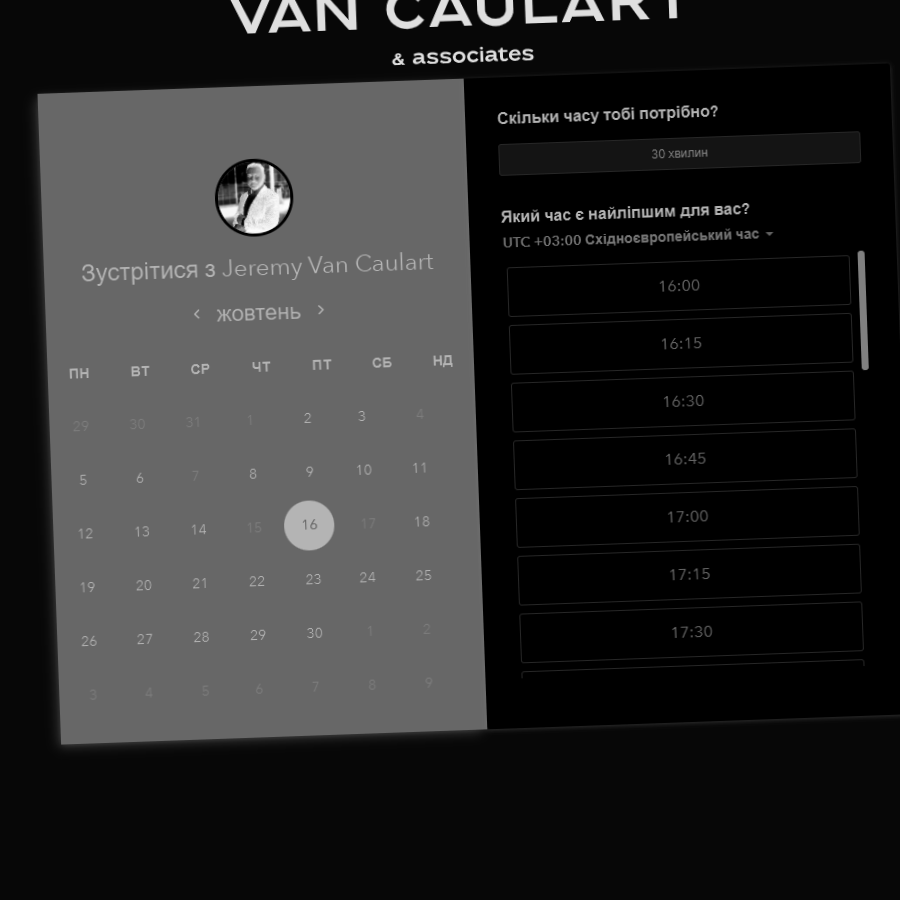 VAN CAULART
& associates
Зустрітися з Jeremy Van Caulart
жовтень
ПН ВТ СР ЧТ ПТ СБ НД
29 30 31 1 2 3 4
5 6 7 8 9 10 11
12 13 14 15 16 17 18
19 20 21 22 23 24 25
26 27 28 29 30 1 2
3 4 5 6 7 8 9
Скільки часу тобі потрібно?
30 хвилин
Який час є найліпшим для вас?
UTC +03:00 Східноєвропейський час
16:00
16:15
16:30
16:45
17:00
17:15
17:30